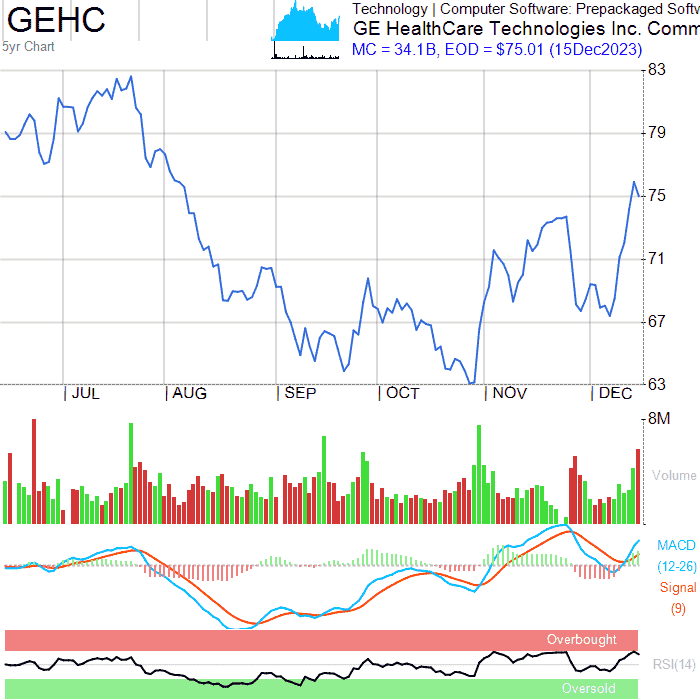 GEHC
5yr Chart
Technology | Computer Software: Prepackaged Softw
GE HealthCare Technologies Inc. Comm
MC = 34.1B, EOD = $75.01 (15Dec2023)
83
79
75
71
67
63
JUL AUG SEP OCT NOV DEC
8M
Volume
MACD
(12-26)
Signal
(9)
Overbought
RSI(14)
Oversold